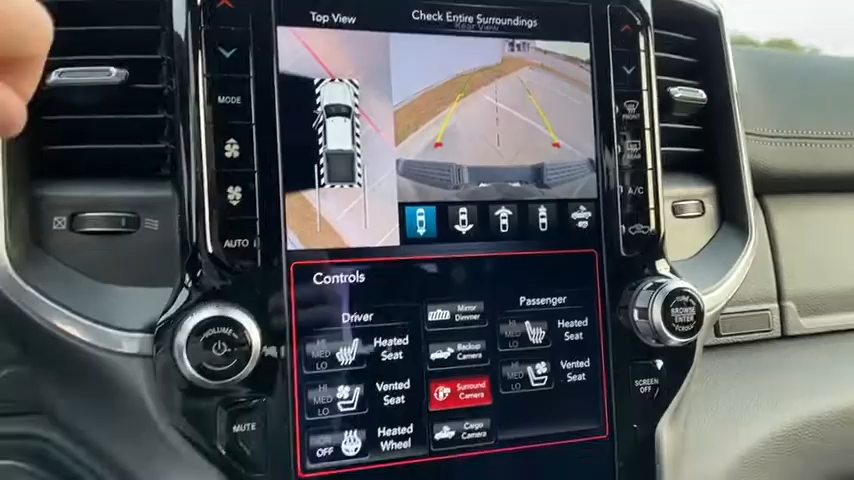 Top View
Check Entire Surroundings
Rear View
MODE
AUTO
FRONT
REAR
A/C
Controls
Driver
Passenger
HI
MED
LO
Heated
Seat
Mirror
Dimmer
HI
MED
LO
Heated
Seat
Backup
Camera
HI
MED
LO
Vented
Seat
Surround
Camera
HI
MED
LO
Vented
Seat
OFF
Heated
Wheel
Cargo
Camera
VOLUME
MUTE
TUNE
BROWSE
ENTER
SCROLL
SCREEN
OFF